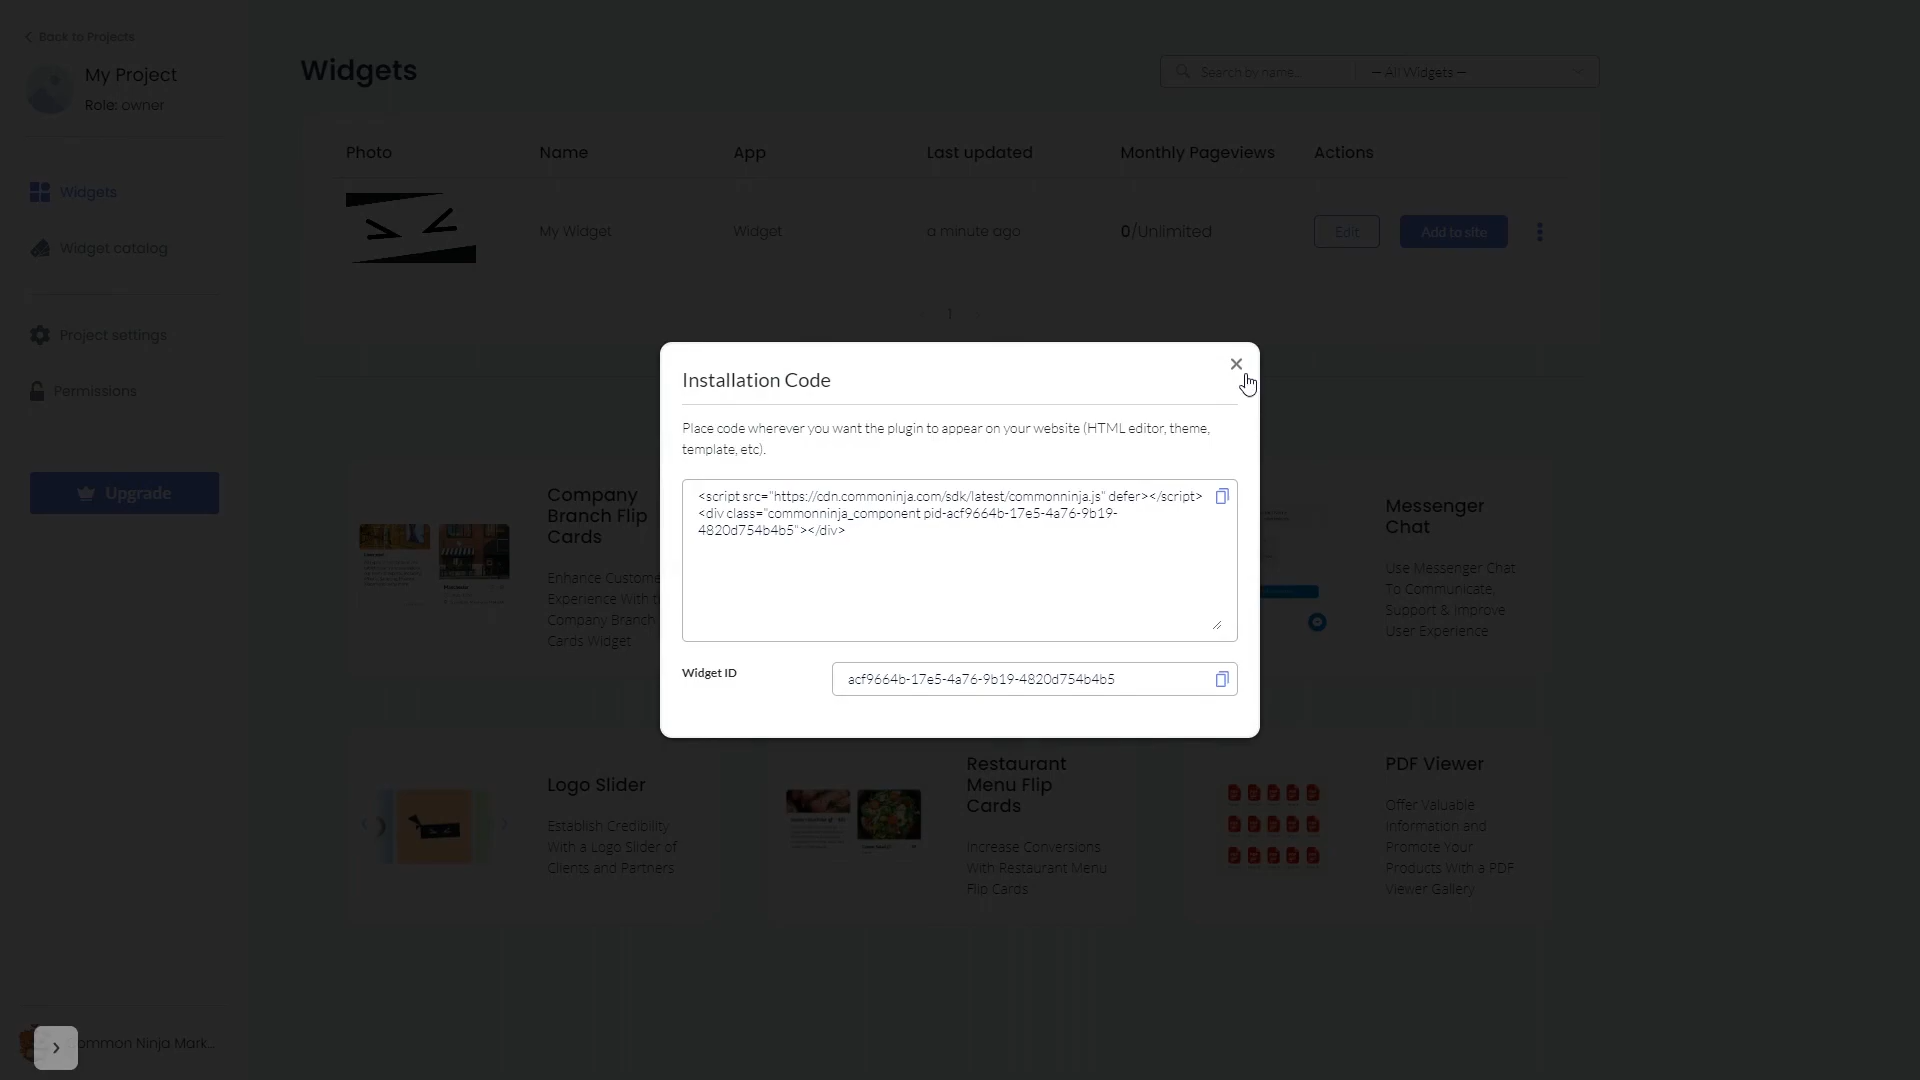 Back to Projects
My Project
Role: owner
Widgets
Widget catalog
Project settings
Permissions
Upgrade
Widgets
Search by name...
— All Widgets —
Photo
Name
App
Last updated
Monthly Pageviews
Actions
My Widget
Widget
a minute ago
0/Unlimited
Edit
Add to site
1
Installation Code
Place code wherever you want the plugin to appear on your website (HTML editor, theme,
template, etc).
<script src="https://cdn.commoninja.com/sdk/latest/commonninja.js" defer></script>
<div class="commonninja_component pid-acf9664b-17e5-4a76-9b19-
4820d754b4b5"></div>
Widget ID
acf9664b-17e5-4a76-9b19-4820d754b4b5
Company
Branch Flip
Cards
Enhance Custome
Experience With
Company Branch
Cards Widget
Messenger
Chat
Use Messenger Chat
To Communicate,
Support & Improve
User Experience
Logo Slider
Establish Credibility
With a Logo Slider of
Clients and Partners
Restaurant
Menu Flip
Cards
Increase Conversions
With Restaurant Menu
Flip Cards
PDF Viewer
Offer Valuable
Information and
Promote Your
Products With a PDF
Viewer Gallery
ommon Ninja Mark...